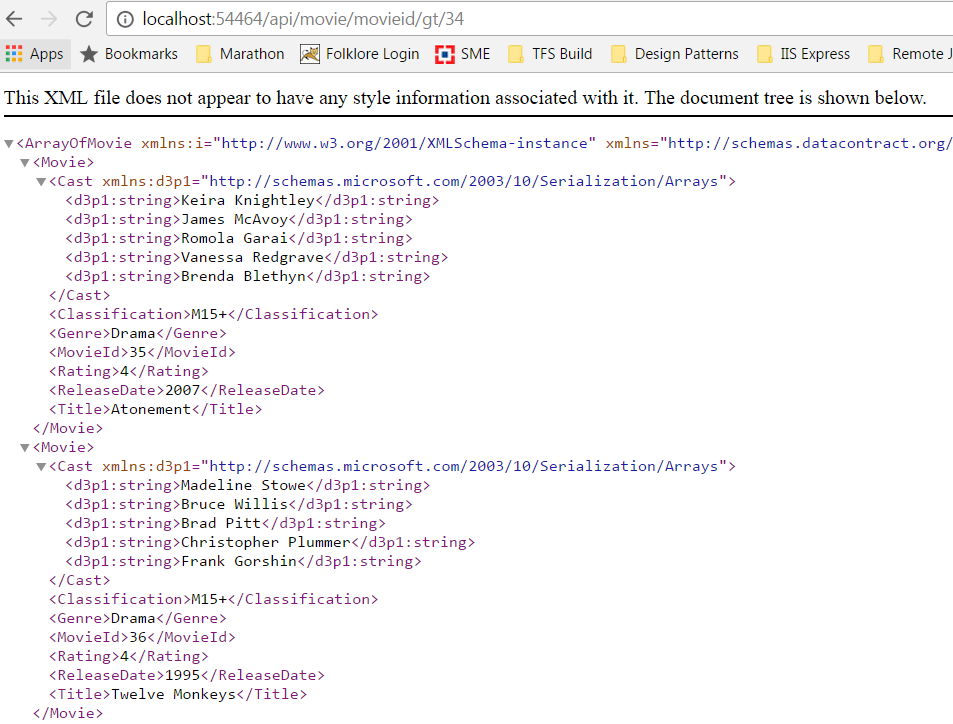 localhost:54464/api/movie/movieid/gt/34
Apps Bookmarks Marathon Folklore Login SME TFS Build Design Patterns IIS Express Remote J
This XML file does not appear to have any style information associated with it. The document tree is shown below.
▼<ArrayOfMovie xmlns:i="http://www.w3.org/2001/XMLSchema-instance" xmlns="http://schemas.datacontract.org/
▼<Movie>
▼<Cast xmlns:d3p1="http://schemas.microsoft.com/2003/10/Serialization/Arrays">
<d3p1:string>Keira Knightley</d3p1:string>
<d3p1:string>James McAvoy</d3p1:string>
<d3p1:string>Romola Garai</d3p1:string>
<d3p1:string>Vanessa Redgrave</d3p1:string>
<d3p1:string>Brenda Blethyn</d3p1:string>
</Cast>
<Classification>M15+</Classification>
<Genre>Drama</Genre>
<MovieId>35</MovieId>
<Rating>4</Rating>
<ReleaseDate>2007</ReleaseDate>
<Title>Atonement</Title>
</Movie>
▼<Movie>
▼<Cast xmlns:d3p1="http://schemas.microsoft.com/2003/10/Serialization/Arrays">
<d3p1:string>Madeline Stowe</d3p1:string>
<d3p1:string>Bruce Willis</d3p1:string>
<d3p1:string>Brad Pitt</d3p1:string>
<d3p1:string>Christopher Plummer</d3p1:string>
<d3p1:string>Frank Gorshin</d3p1:string>
</Cast>
<Classification>M15+</Classification>
<Genre>Drama</Genre>
<MovieId>36</MovieId>
<Rating>4</Rating>
<ReleaseDate>1995</ReleaseDate>
<Title>Twelve Monkeys</Title>
</Movie>